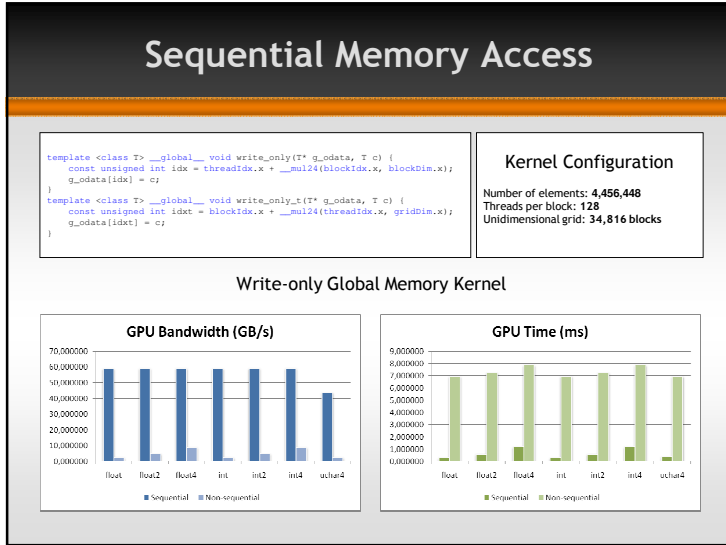 Sequential Memory Access
template <class T> __global__ void write_only(T* g_odata, T c) {
const unsigned int idx = threadIdx.x + __mul24(blockIdx.x, blockDim.x);
g_odata[idx] = c;
}
template <class T> __global__ void write_only_t(T* g_odata, T c) {
const unsigned int idxt = blockIdx.x + __mul24(threadIdx.x, gridDim.x);
g_odata[idxt] = c;
}
Kernel Configuration
Number of elements: 4,456,448
Threads per block: 128
Unidimensional grid: 34,816 blocks
Write-only Global Memory Kernel
GPU Bandwidth (GB/s)
70,000000
60,000000
50,000000
40,000000
30,000000
20,000000
10,000000
0,000000
float float2 float4 int int2 int4 uchar4
Sequential Non-sequential
GPU Time (ms)
9,000000
8,000000
7,000000
6,000000
5,000000
4,000000
3,000000
2,000000
1,000000
0,000000
float float2 float4 int int2 int4 uchar4
Sequential Non-sequential